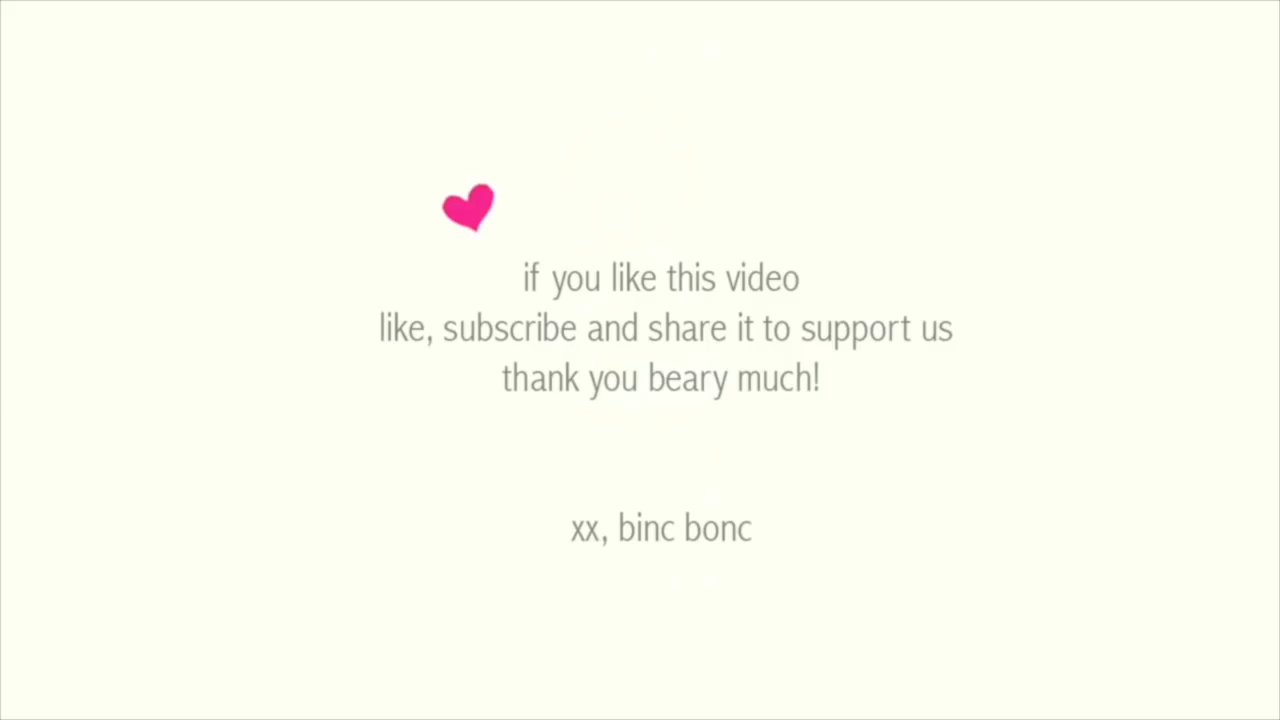 if you like this video
like, subscribe and share it to support us
thank you beary much!
xx, binc bonc